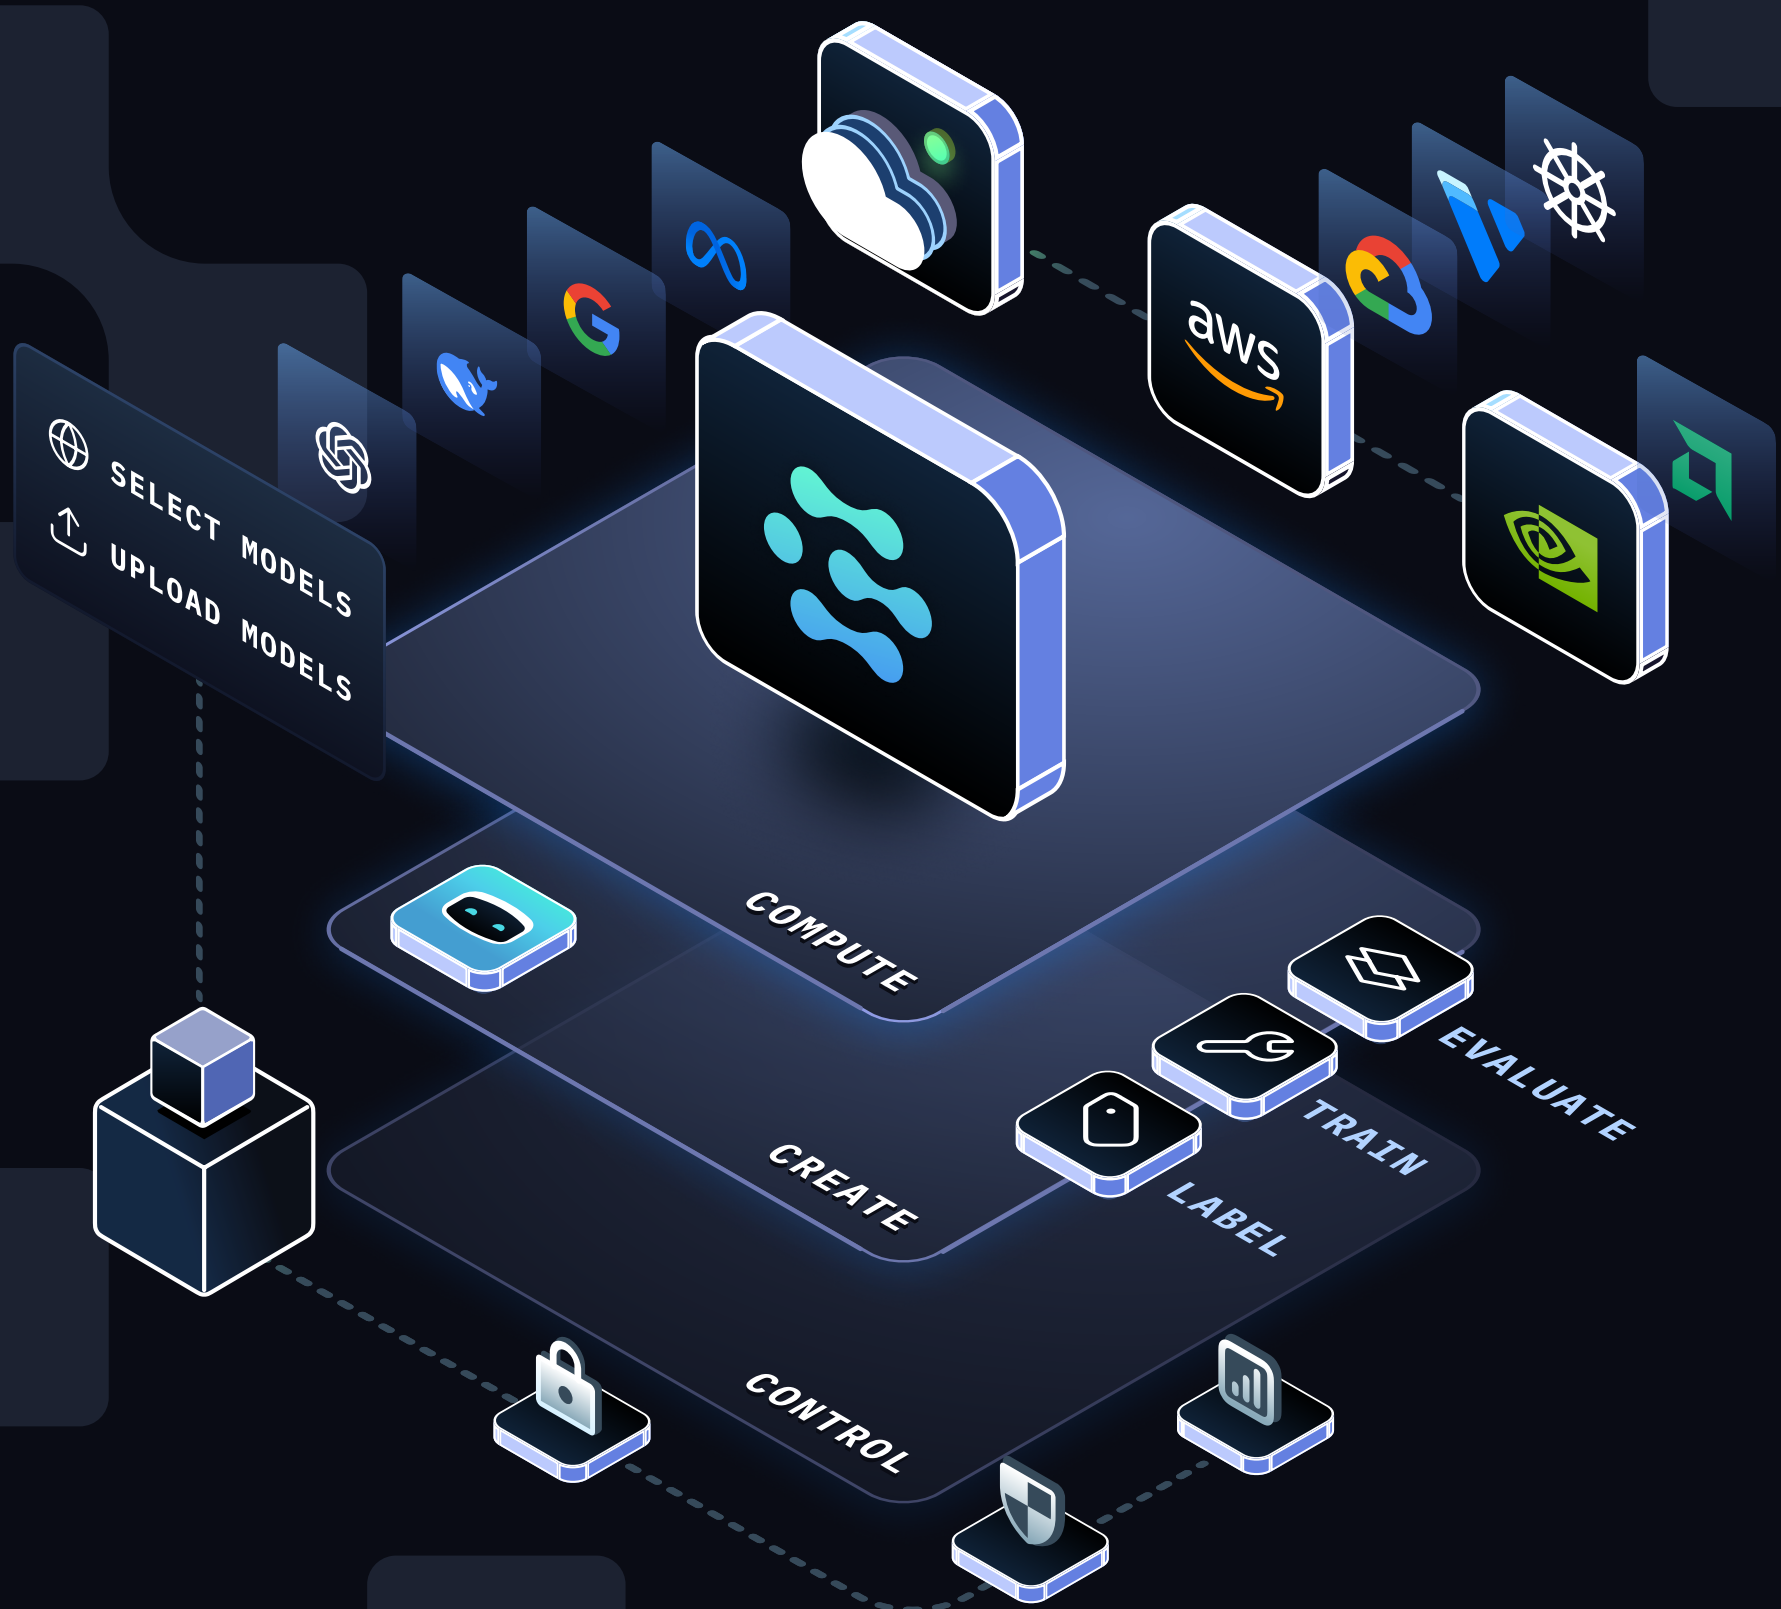 SELECT MODELS
UPLOAD MODELS
aws
COMPUTE
CREATE
CONTROL
EVALUATE
TRAIN
LABEL